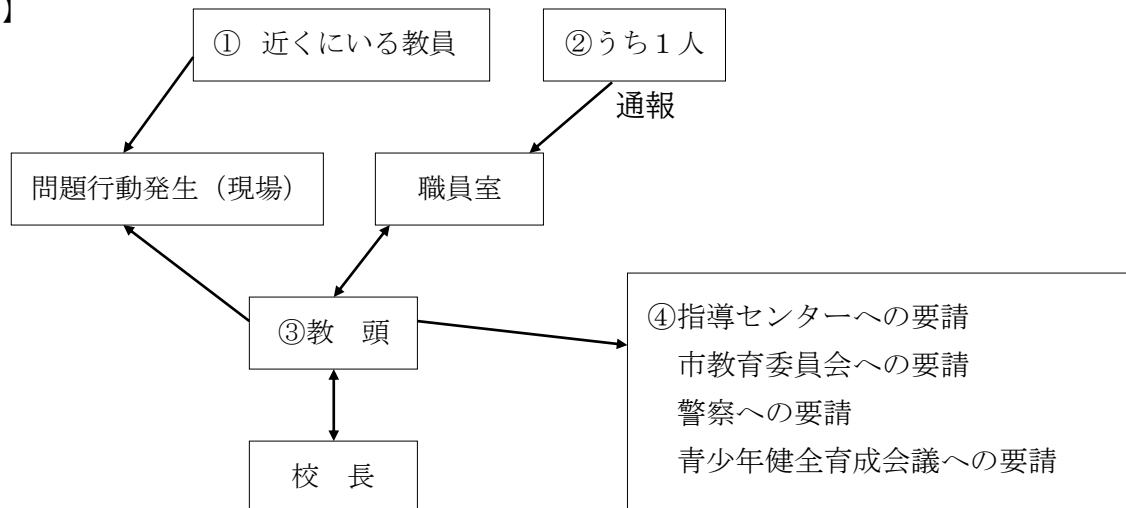 】
① 近くにいる教員
②うち１人
通報
問題行動発生（現場）
職員室
③教　頭
④指導センターへの要請
市教育委員会への要請
警察への要請
青少年健全育成会議への要請
校　長